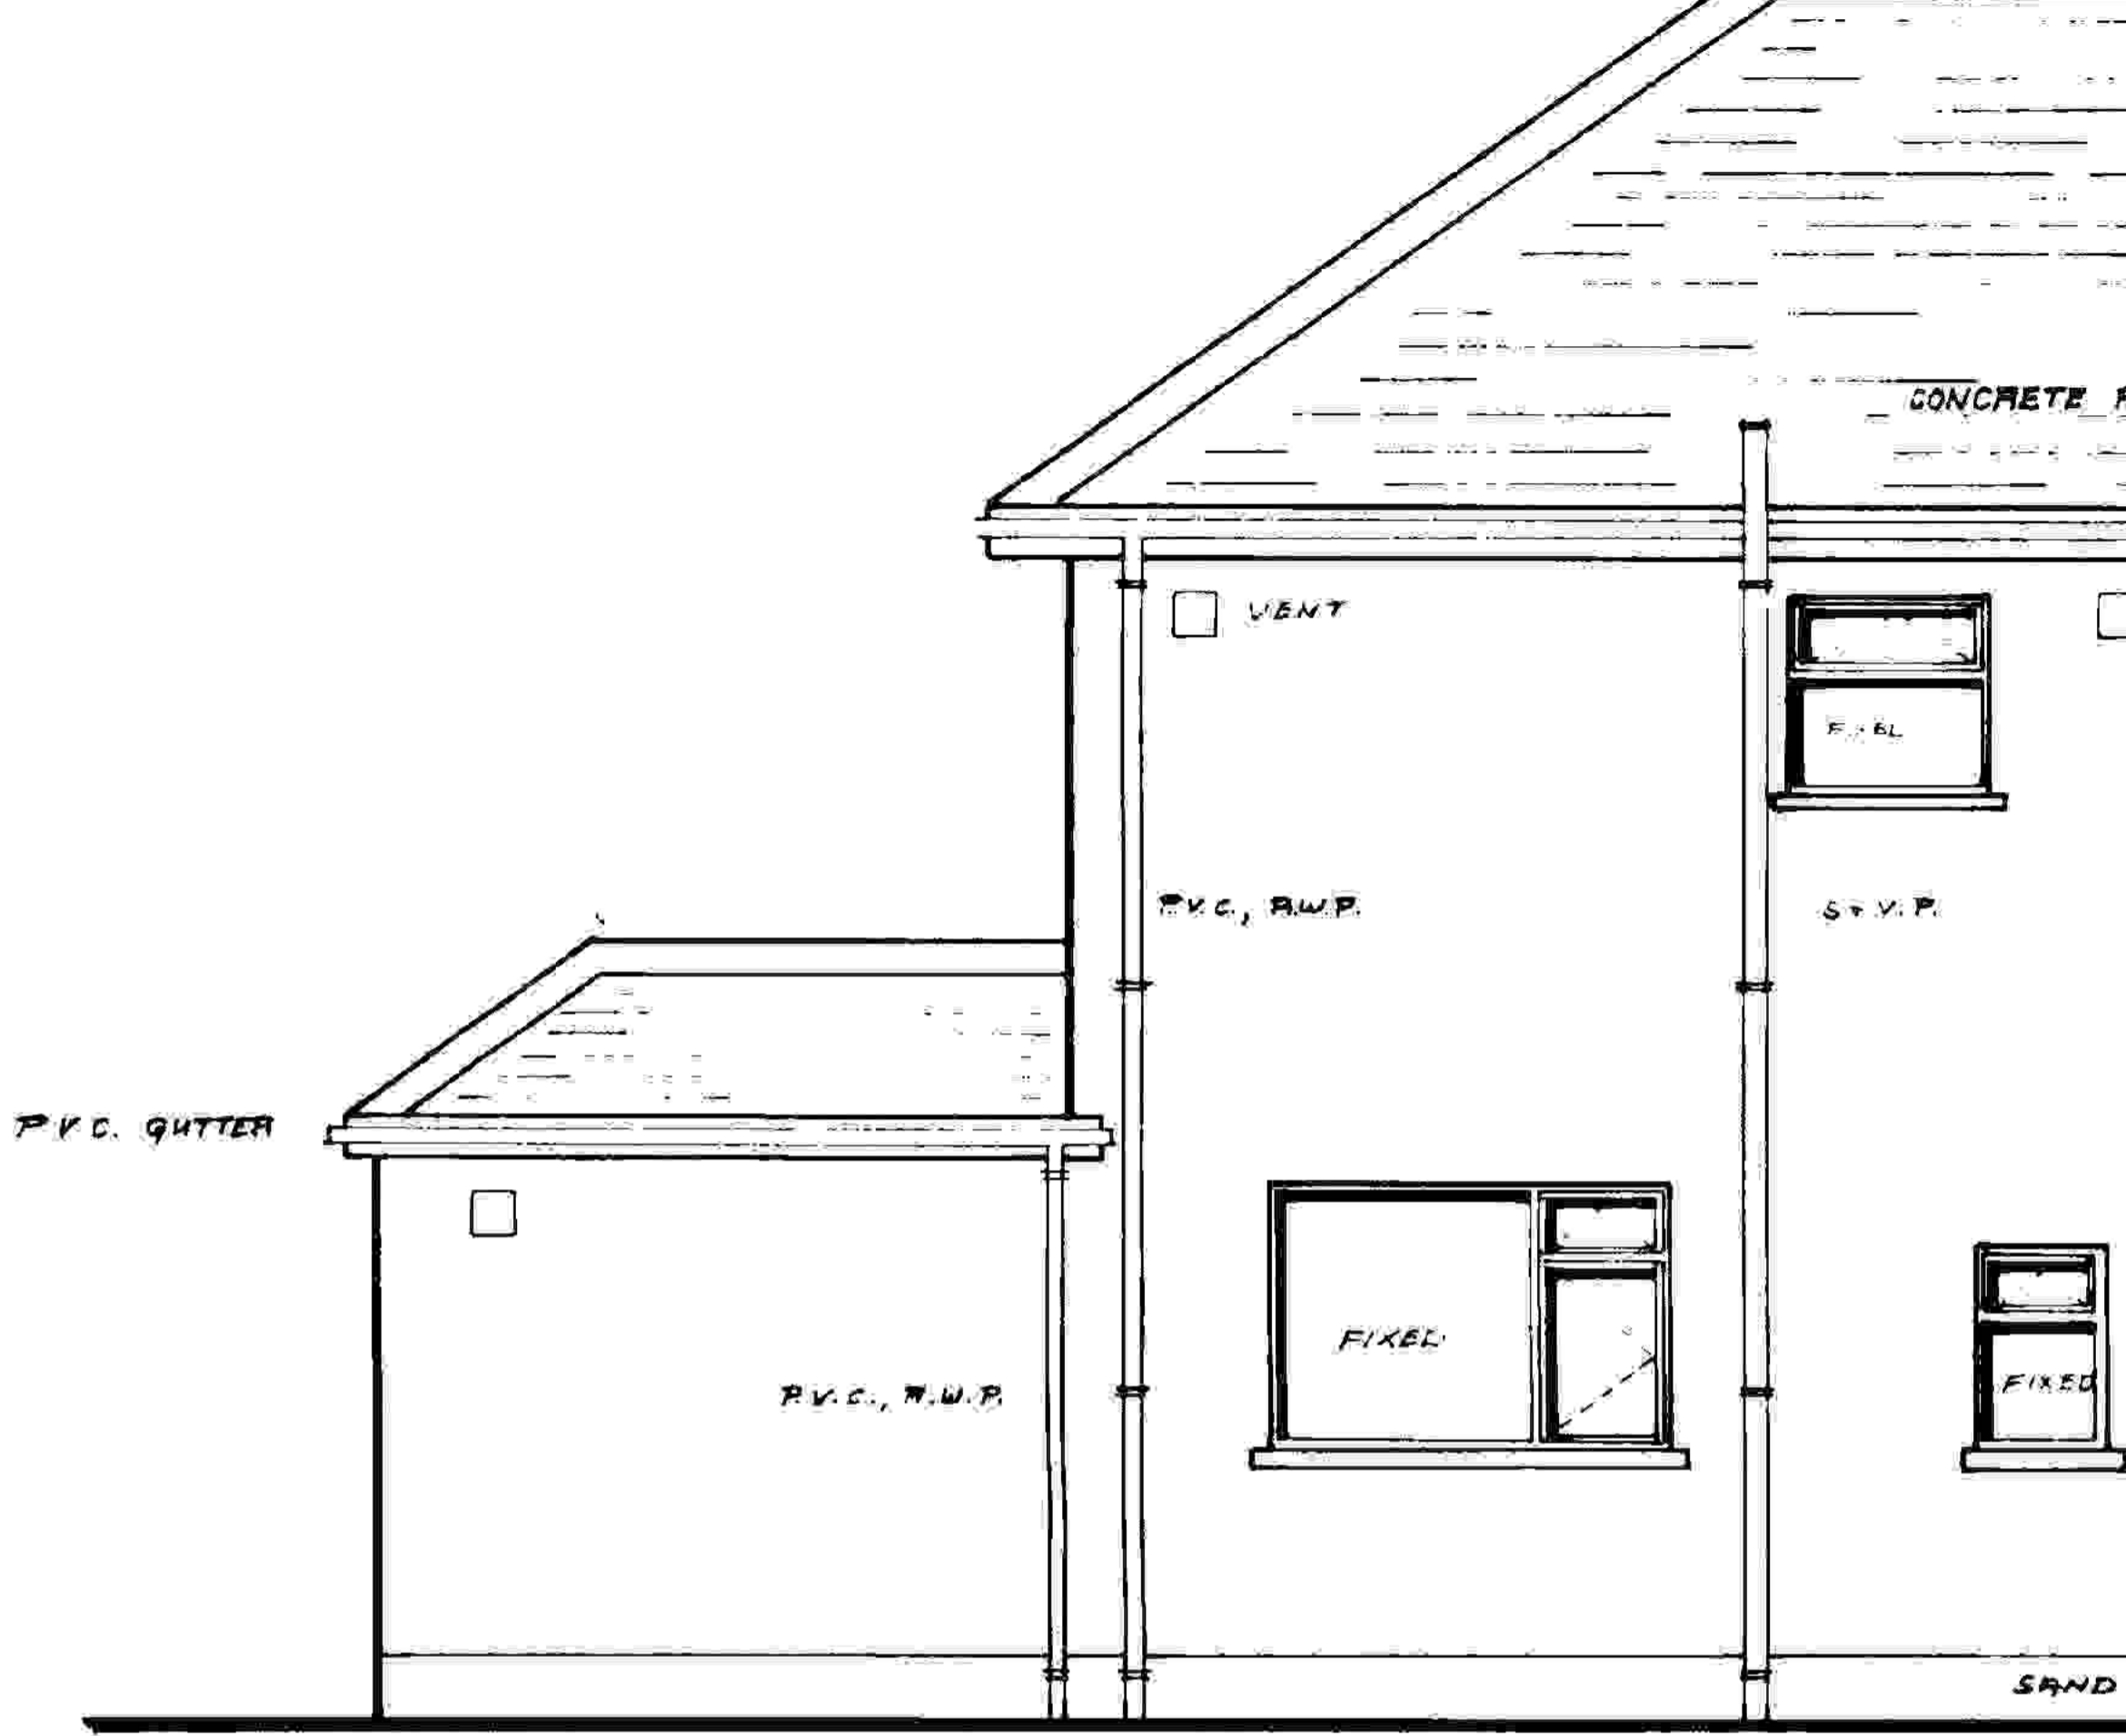 CONCRETE
VENT
P.V.C., R.W.P.
S & V.P.
P.V.C. GUTTER
FIXED
P.V.C., R.W.P.
FIXED
SAND